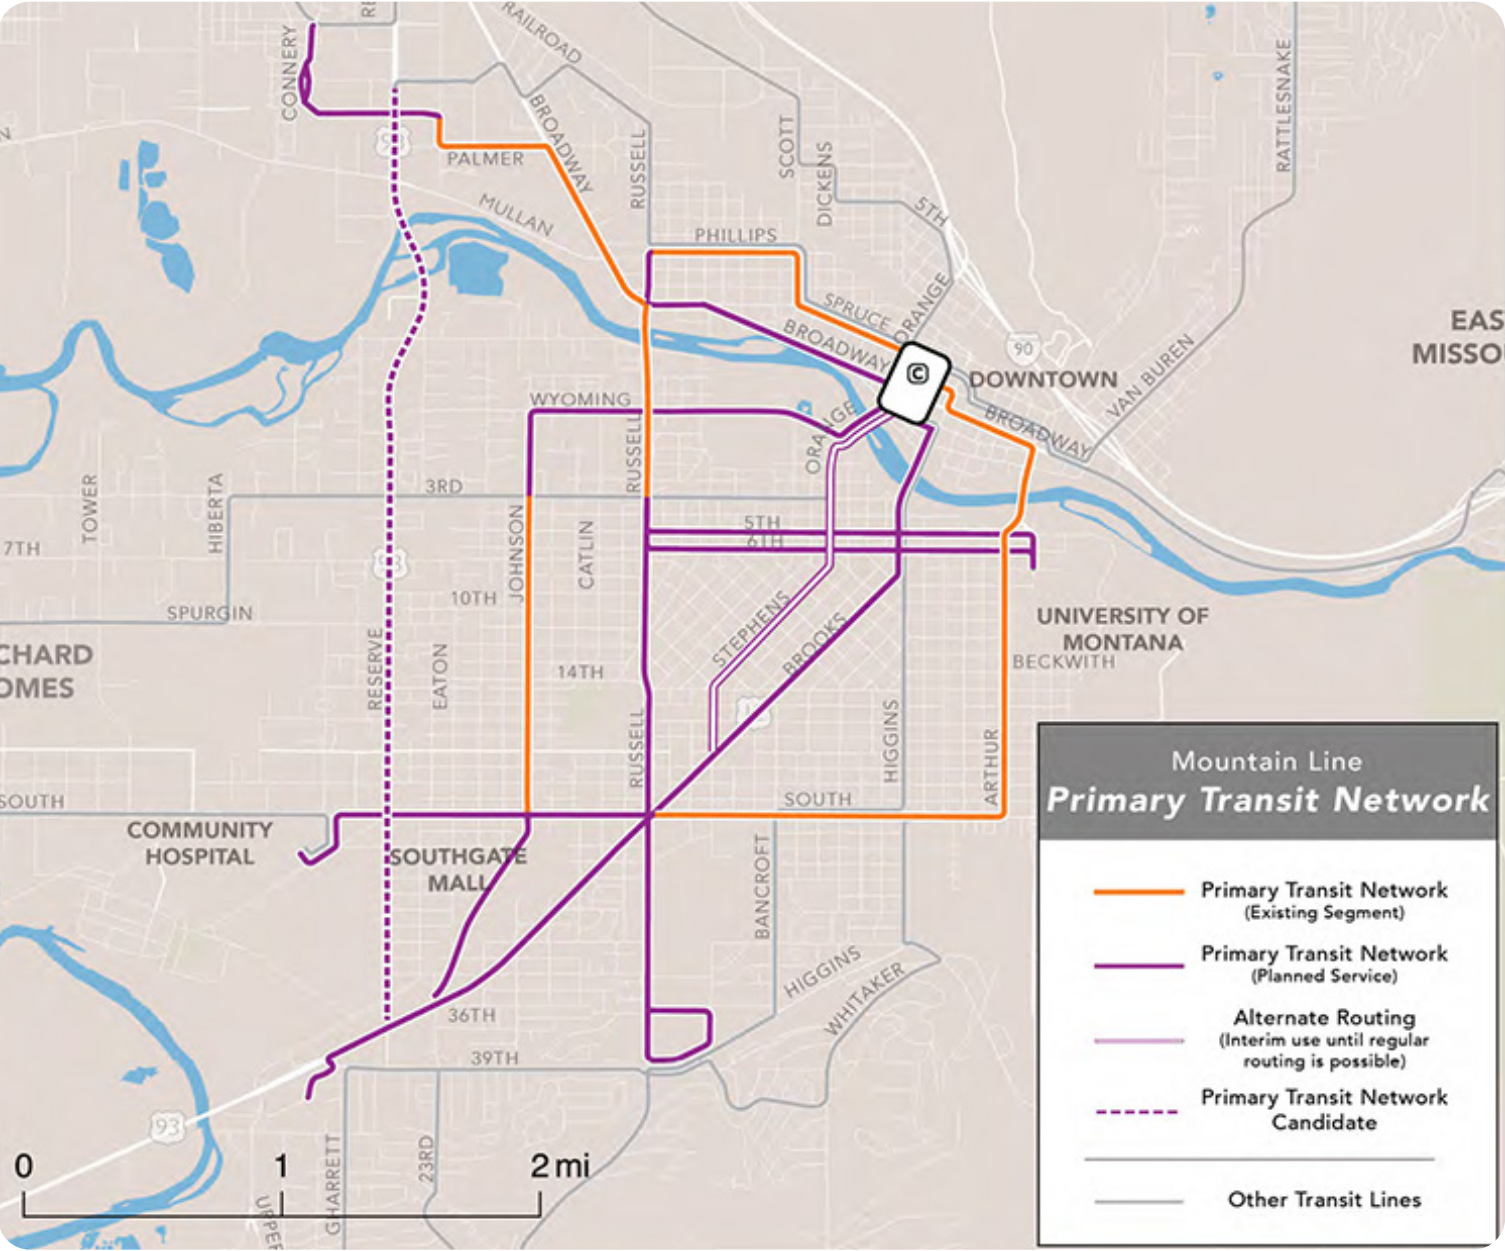 RAILROAD
CONNERY
BROADWAY
RUSSELL
SCOTT
DICKENS
RATTLESNAKE
93
PALMER
MULLAN
5TH
PHILLIPS
ORANGE
SPRUCE
BROADWAY
90
EAS
MISSO
VAN BUREN
©
DOWNTOWN
WYOMING
ORANGE
BROADWAY
RUSSELL
3RD
TOWER
HIBERTA
JOHNSON
CATLIN
5TH
6TH
7TH
93
10TH
SPURGIN
STEPHENS
BROOKS
UNIVERSITY OF
MONTANA
CHARD
OMES
RESERVE
EATON
14TH
BECKWITH
12
RUSSELL
HIGGINS
ARTHUR
SOUTH
SOUTH
COMMUNITY
HOSPITAL
SOUTHGATE
MALL
BANCROFT
HIGGINS
WHITAKER
36TH
39TH
93
GHARRETT
23RD
UPPER
0 1 2 mi
Mountain Line
Primary Transit Network
Primary Transit Network
(Existing Segment)
Primary Transit Network
(Planned Service)
Alternate Routing
(Interim use until regular
routing is possible)
Primary Transit Network
Candidate
Other Transit Lines